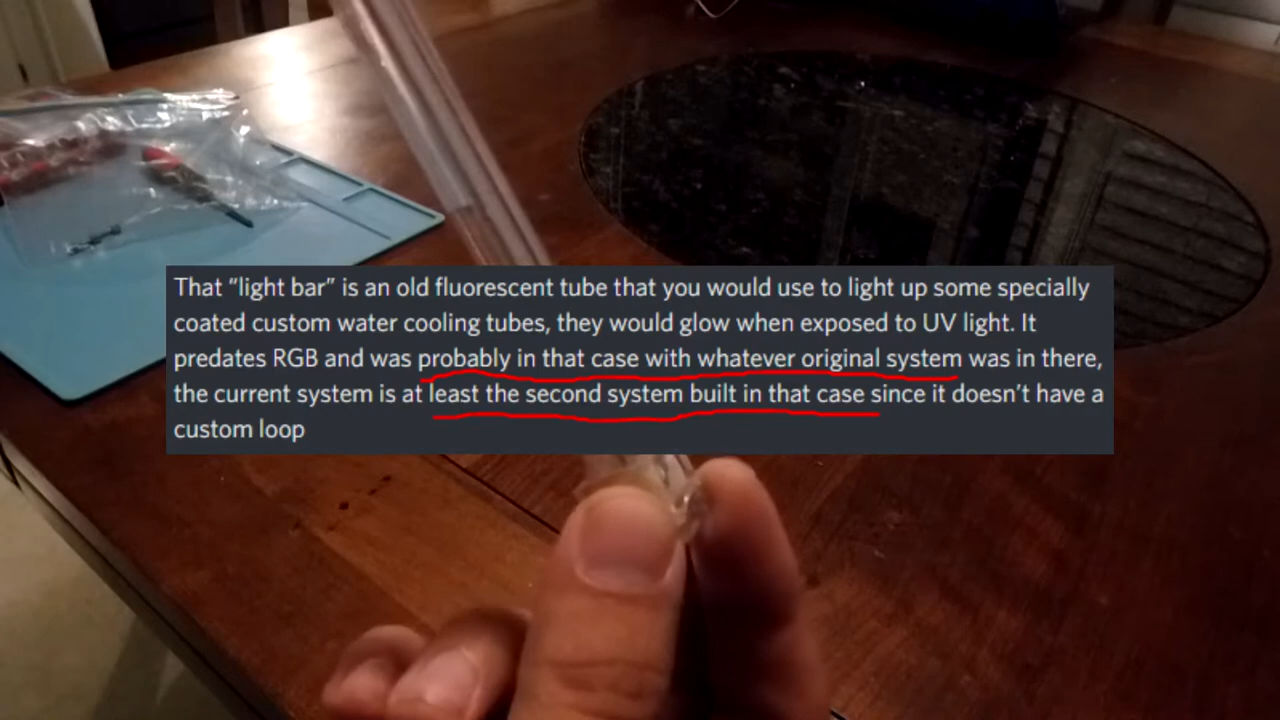 That “light bar” is an old fluorescent tube that you would use to light up some specially
coated custom water cooling tubes, they would glow when exposed to UV light. It
predates RGB and was probably in that case with whatever original system was in there,
the current system is at least the second system built in that case since it doesn’t have a
custom loop